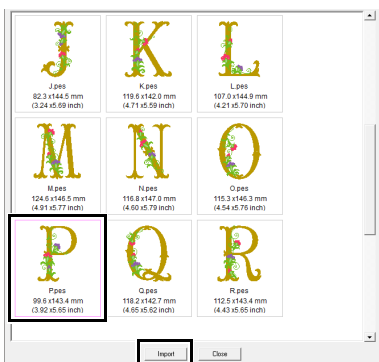 J.pes K.pes L.pes
82.3 x144.5 mm 119.6 x142.0 mm 107.0 x144.9 mm
(3.24 x5.69 inch) (4.71 x5.59 inch) (4.21 x5.70 inch)
M.pes N.pes O.pes
124.6 x146.5 mm 116.8 x147.0 mm 115.3 x146.3 mm
(4.91 x5.77 inch) (4.60 x5.79 inch) (4.54 x5.76 inch)
P.pes Q.pes R.pes
99.6 x143.4 mm 118.2 x142.7 mm 112.5 x143.4 mm
(3.92 x5.65 inch) (4.65 x5.62 inch) (4.43 x5.65 inch)
Import Close